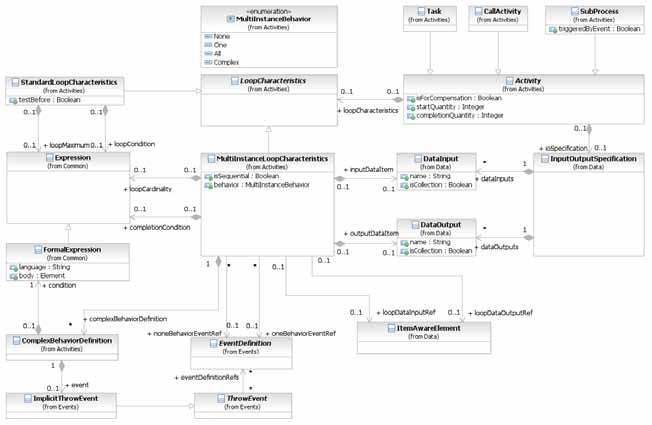 «enumeration»
MultiInstanceBehavior
(from Activities)
None
One
All
Complex
Task
(from Activities)
CallActivity
(from Activities)
SubProcess
(from Activities)
triggeredByEvent : Boolean
StandardLoopCharacteristics
(from Activities)
testBefore : Boolean
LoopCharacteristics
(from Activities)
Activity
(from Activities)
isForCompensation : Boolean
startQuantity : Integer
completionQuantity : Integer
0..1
0..1
+ loopCharacteristics
0..1
0..1
+ loopMaximum
0..1
+ loopCondition
0..1
0..1
+ ioSpecification
0..1
Expression
(from Common)
0..1
0..1
+ loopCardinality
0..1
0..1
+ completionCondition
MultiInstanceLoopCharacteristics
(from Activities)
isSequential : Boolean
behavior : MultiInstanceBehavior
+ inputDataItem
0..1
0..1
DataInput
(from Data)
name : String
isCollection : Boolean
*
1
+ dataInputs
InputOutputSpecification
(from Data)
+ outputDataItem
0..1
0..1
DataOutput
(from Data)
name : String
isCollection : Boolean
*
1
+ dataOutputs
FormalExpression
(from Common)
language : String
body : Element
1
+ condition
1
*
*
0..1
0..1
+ complexBehaviorDefinition
*
0..1
0..1
+ noneBehaviorEventRef
+ oneBehaviorEventRef
0..1
+ loopDataInputRef
0..1
+ loopDataOutputRef
0..1
ComplexBehaviorDefinition
(from Activities)
EventDefinition
(from Events)
ItemAwareElement
(from Data)
1
+ event
0..1
+ eventDefinitionRefs
*
*
ImplicitThrowEvent
(from Events)
ThrowEvent
(from Events)